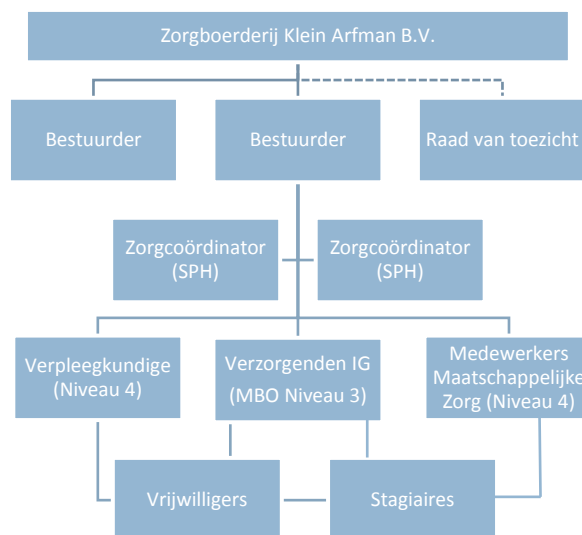 Zorgboerderij Klein Arfman B.V.
Bestuurder
Bestuurder
Raad van toezicht
Zorgcoördinator
(SPH)
Zorgcoördinator
(SPH)
Verpleegkundige
(Niveau 4)
Verzorgenden IG
(MBO Niveau 3)
Medewerkers
Maatschappelijke
Zorg (Niveau 4)
Vrijwilligers
Stagiaires